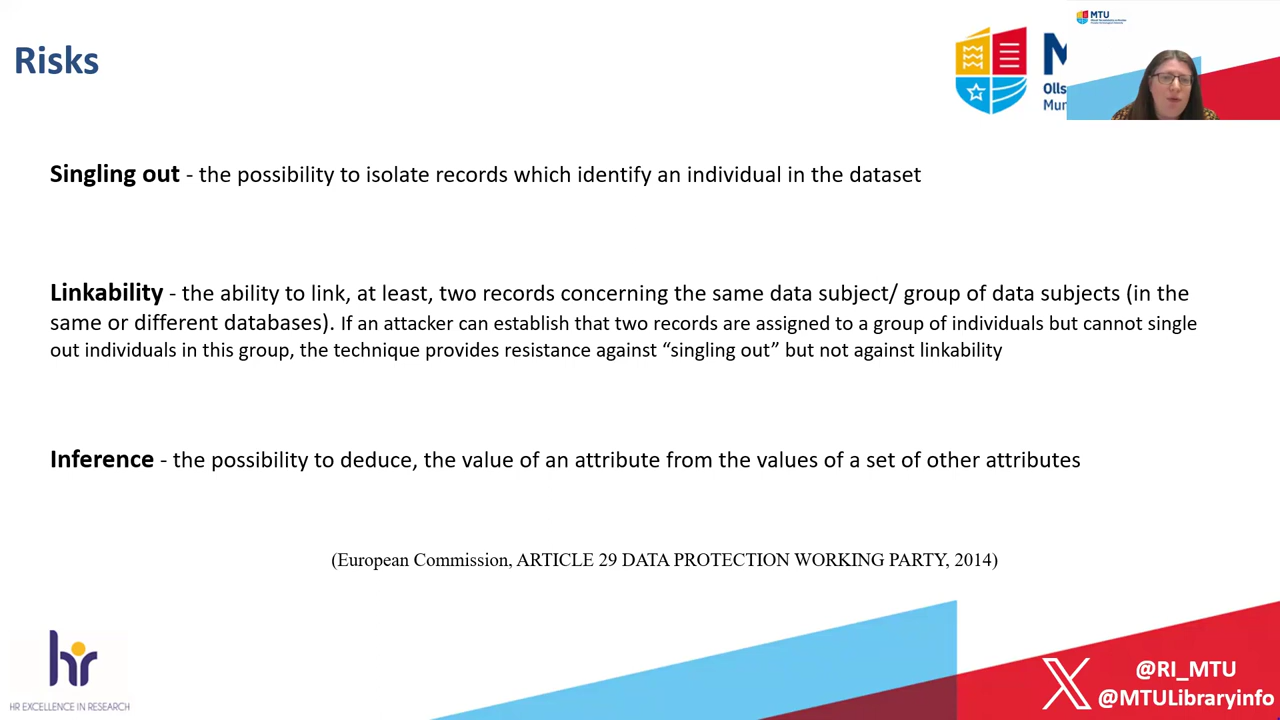 Risks
MTU
Olls
Mun
Singling out - the possibility to isolate records which identify an individual in the dataset
Linkability - the ability to link, at least, two records concerning the same data subject/ group of data subjects (in the
same or different databases). If an attacker can establish that two records are assigned to a group of individuals but cannot single
out individuals in this group, the technique provides resistance against “singling out” but not against linkability
Inference - the possibility to deduce, the value of an attribute from the values of a set of other attributes
(European Commission, ARTICLE 29 DATA PROTECTION WORKING PARTY, 2014)
hr
HR EXCELLENCE IN RESEARCH
@RI_MTU
@MTULibraryinfo